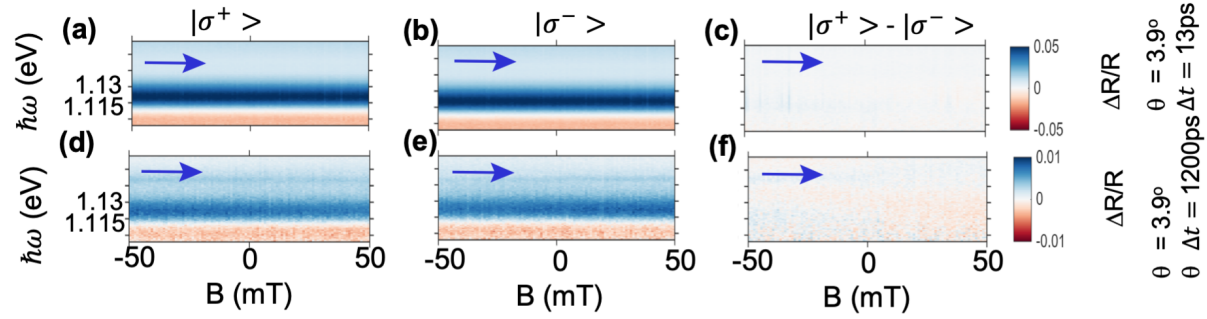 |σ⁺ >
|σ⁻ >
|σ⁺ > - |σ⁻ >
(a)
(b)
(c)
ħω (eV)
1.13
1.115
0.05
0
-0.05
ΔR/R
θ = 3.9º
Δt = 13ps
(d)
(e)
(f)
ħω (eV)
1.13
1.115
0.01
0
-0.01
ΔR/R
θ = 3.9º
θ Δt = 1200ps
-50 0 50
-50 0 50
-50 0 50
B (mT)
B (mT)
B (mT)